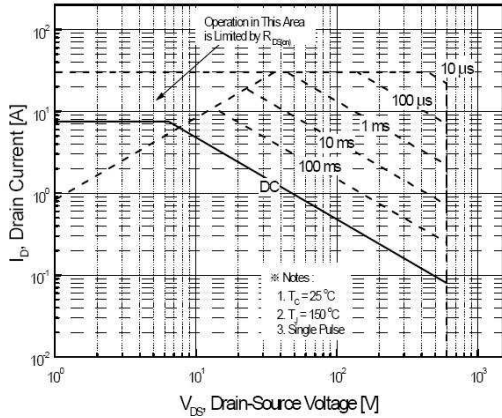 Operation in This Area
is Limited by R_DS(on)
10²
10¹
10⁰
10⁻¹
10⁻²
I_D, Drain Current [A]
10 µs
100 µs
1 ms
10 ms
100 ms
DC
※ Notes :
1. T_C = 25 °C
2. T_J = 150 °C
3. Single Pulse
10⁰
10¹
10²
10³
V_DS, Drain-Source Voltage [V]